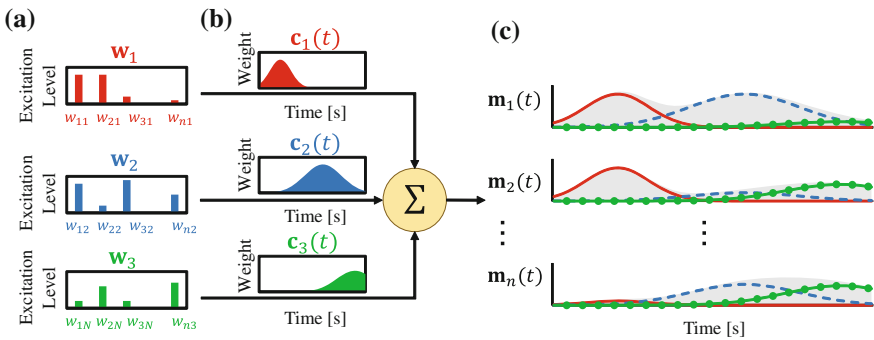 (a)
(b)
(c)
w₁
Excitation
Level
w₁₁ w₂₁ w₃₁ wₙ₁
c₁(t)
Weight
Time [s]
w₂
Excitation
Level
w₁₂ w₂₂ w₃₂ wₙ₂
c₂(t)
Weight
Time [s]
w₃
Excitation
Level
w₁N w₂N w₃N wₙ₃
c₃(t)
Weight
Time [s]
Σ
m₁(t)
m₂(t)
⋮ ⋮
mₙ(t)
Time [s]